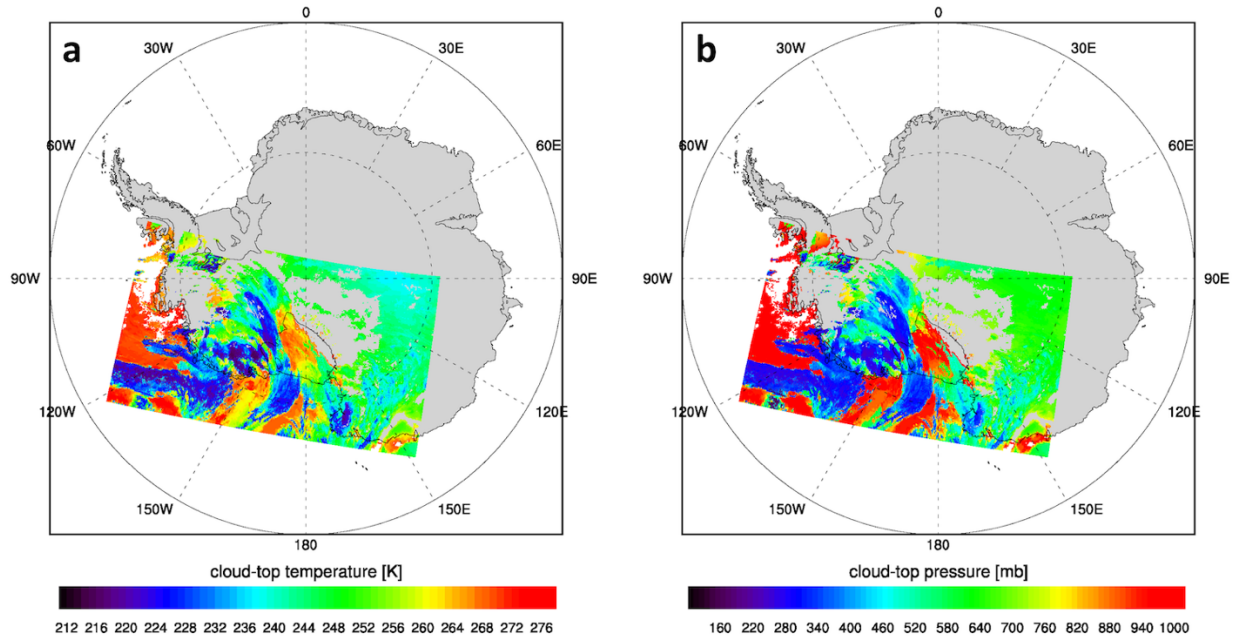 a
0
30W
30E
60W
60E
90W
90E
120W
120E
150W
150E
180
cloud-top temperature [K]
212 216 220 224 228 232 236 240 244 248 252 256 260 264 268 272 276
b
0
30W
30E
60W
60E
90W
90E
120W
120E
150W
150E
180
cloud-top pressure [mb]
160 220 280 340 400 460 520 580 640 700 760 820 880 940 1000